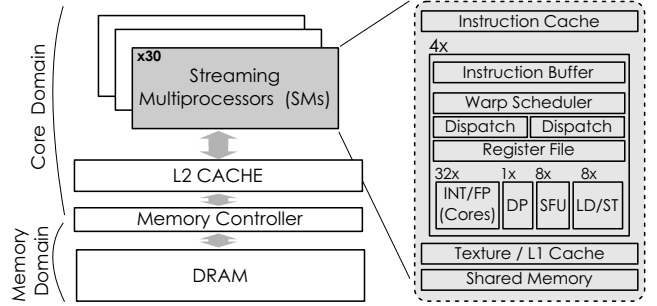 Core Domain
Memory
Domain
x30
Streaming
Multiprocessors (SMs)
L2 CACHE
Memory Controller
DRAM
Instruction Cache
4x
Instruction Buffer
Warp Scheduler
Dispatch Dispatch
Register File
32x 1x 8x 8x
INT/FP
(Cores) DP SFU LD/ST
Texture / L1 Cache
Shared Memory